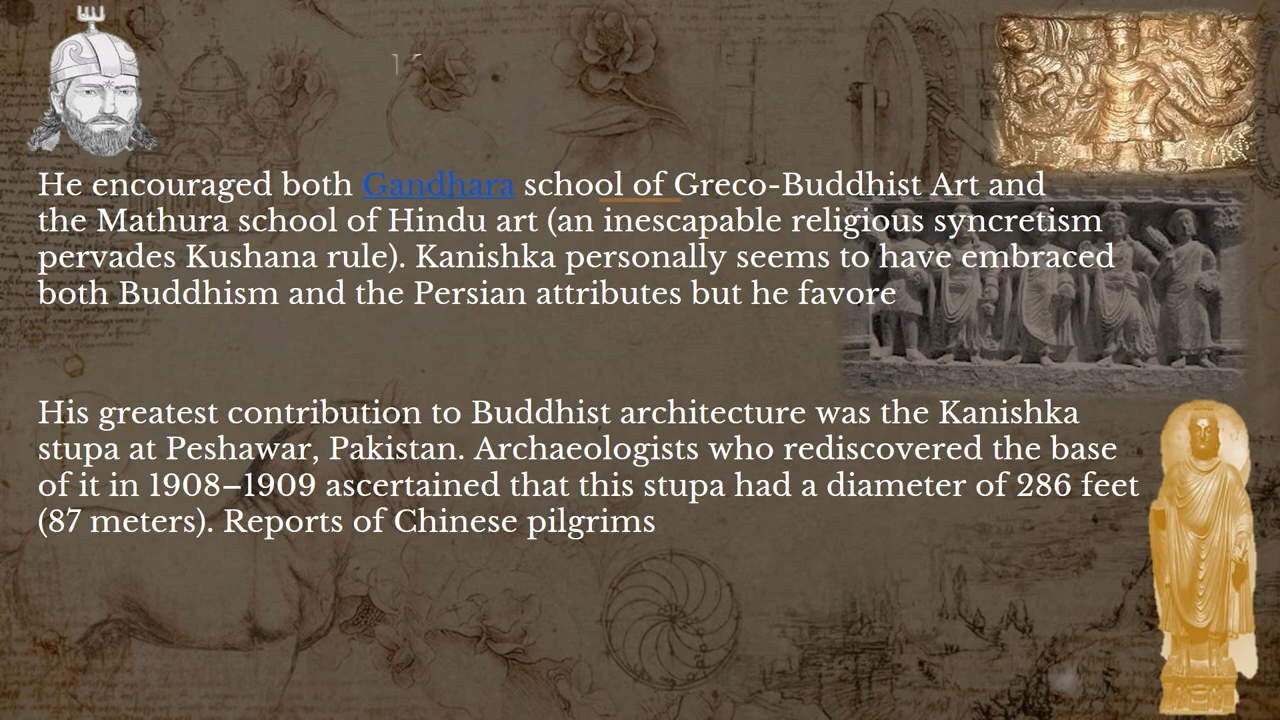 He encouraged both Gandhara school of Greco-Buddhist Art and
the Mathura school of Hindu art (an inescapable religious syncretism
pervades Kushana rule). Kanishka personally seems to have embraced
both Buddhism and the Persian attributes but he favore
His greatest contribution to Buddhist architecture was the Kanishka
stupa at Peshawar, Pakistan. Archaeologists who rediscovered the base
of it in 1908–1909 ascertained that this stupa had a diameter of 286 feet
(87 meters). Reports of Chinese pilgrims